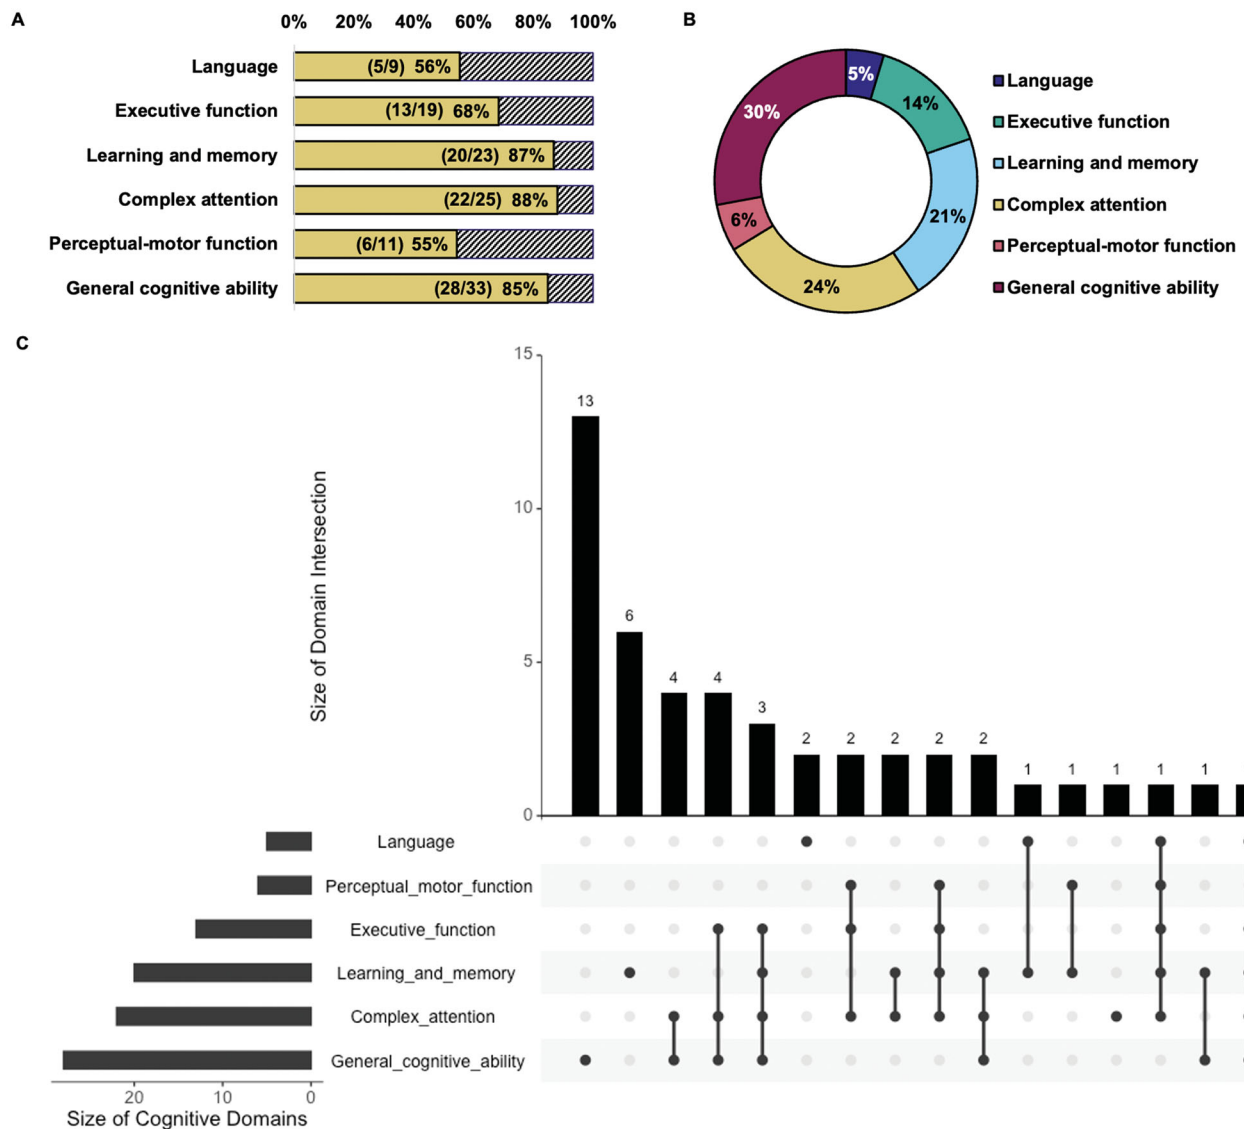 A
0% 20% 40% 60% 80% 100%
Language (5/9) 56%
Executive function (13/19) 68%
Learning and memory (20/23) 87%
Complex attention (22/25) 88%
Perceptual-motor function (6/11) 55%
General cognitive ability (28/33) 85%
B
5%
14%
21%
24%
6%
30%
Language
Executive function
Learning and memory
Complex attention
Perceptual-motor function
General cognitive ability
C
Size of Domain Intersection
15
10
5
0
13 6 4 4 3 2 2 2 2 2 1 1 1 1 1
Language
Perceptual_motor_function
Executive_function
Learning_and_memory
Complex_attention
General_cognitive_ability
20 10 0
Size of Cognitive Domains